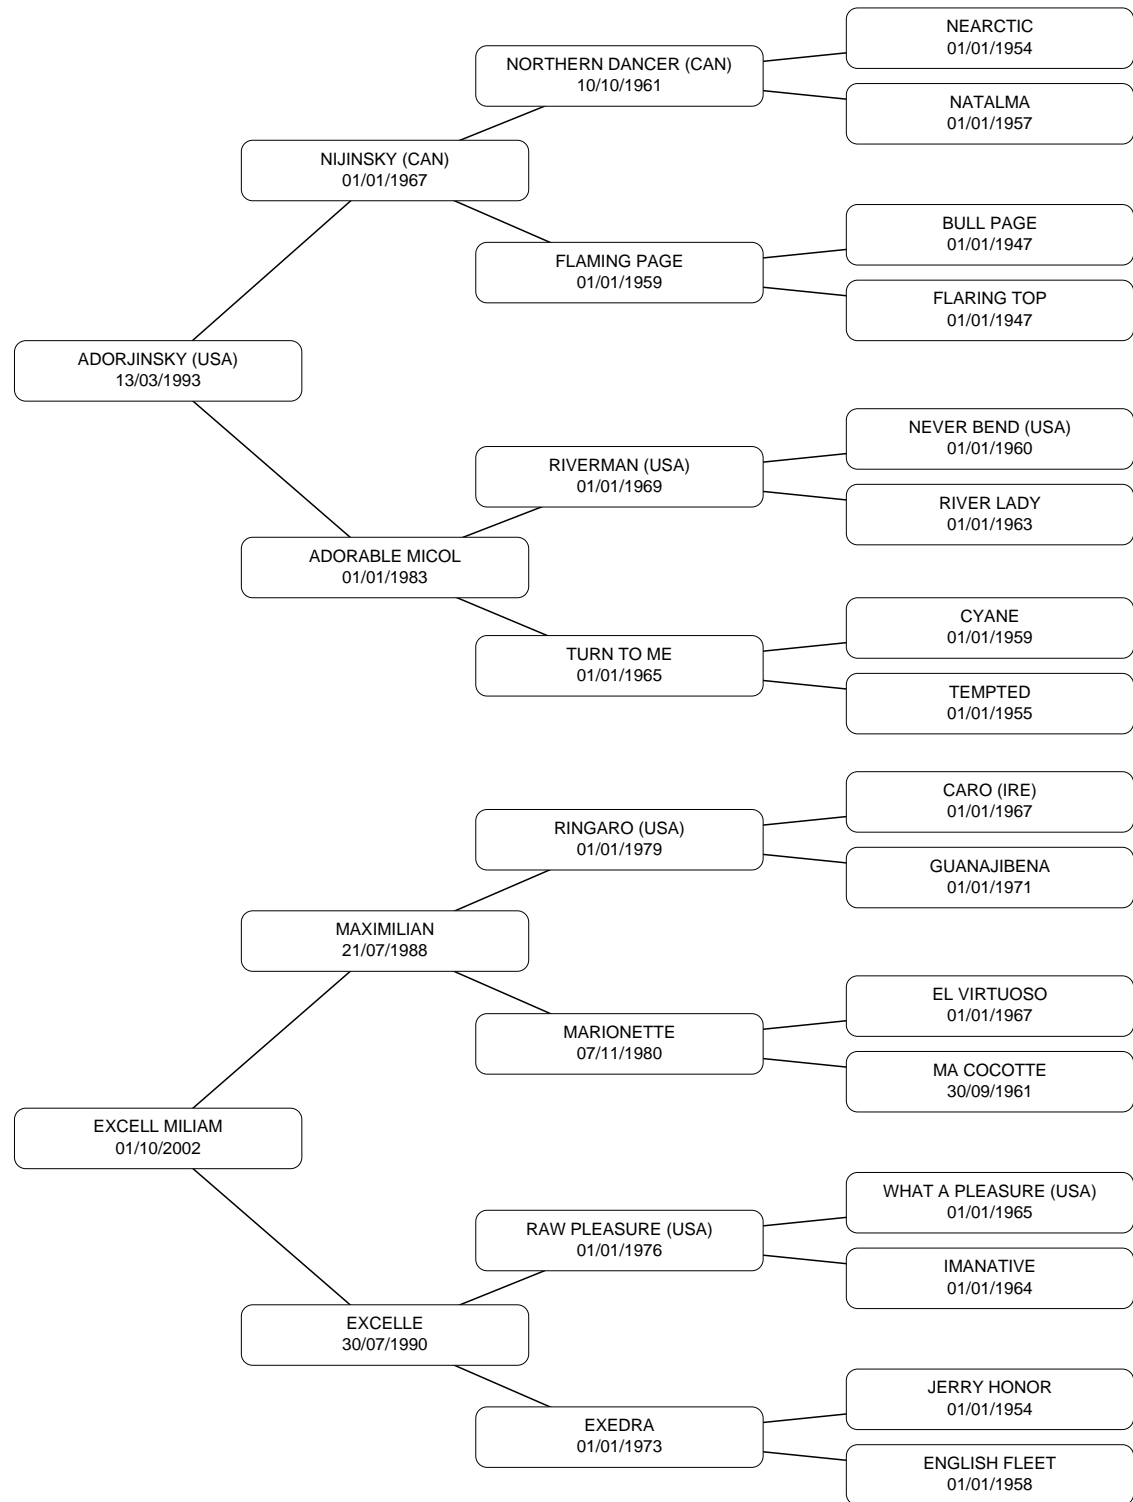 NEARCTIC
01/01/1954
NORTHERN DANCER (CAN)
10/10/1961
NATALMA
01/01/1957
NIJINSKY (CAN)
01/01/1967
BULL PAGE
01/01/1947
FLAMING PAGE
01/01/1959
FLARING TOP
01/01/1947
ADORJINSKY (USA)
13/03/1993
NEVER BEND (USA)
01/01/1960
RIVERMAN (USA)
01/01/1969
RIVER LADY
01/01/1963
ADORABLE MICOL
01/01/1983
CYANE
01/01/1959
TURN TO ME
01/01/1965
TEMPTED
01/01/1955
CARO (IRE)
01/01/1967
RINGARO (USA)
01/01/1979
GUANAJIBENA
01/01/1971
MAXIMILIAN
21/07/1988
EL VIRTUOSO
01/01/1967
MARIONETTE
07/11/1980
MA COCOTTE
30/09/1961
EXCELL MILIAM
01/10/2002
WHAT A PLEASURE (USA)
01/01/1965
RAW PLEASURE (USA)
01/01/1976
IMANATIVE
01/01/1964
EXCELLE
30/07/1990
JERRY HONOR
01/01/1954
EXEDRA
01/01/1973
ENGLISH FLEET
01/01/1958